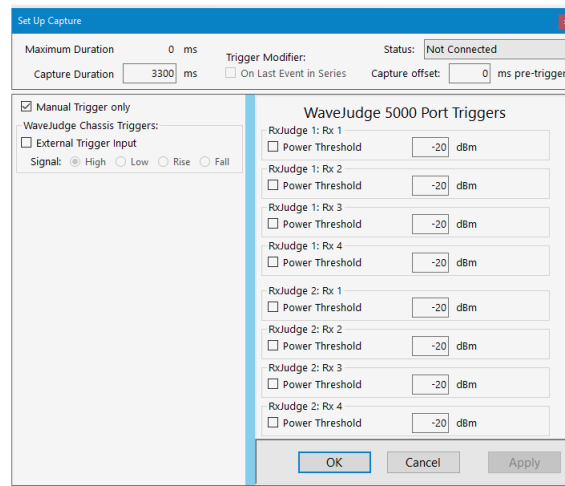 Set Up Capture
Maximum Duration 0 ms
Trigger Modifier:
Status: Not Connected
Capture Duration 3300 ms
On Last Event in Series
Capture offset: 0 ms pre-trigger
Manual Trigger only
WaveJudge Chassis Triggers:
External Trigger Input
Signal: High Low Rise Fall
WaveJudge 5000 Port Triggers
RxJudge 1: Rx 1
Power Threshold -20 dBm
RxJudge 1: Rx 2
Power Threshold -20 dBm
RxJudge 1: Rx 3
Power Threshold -20 dBm
RxJudge 1: Rx 4
Power Threshold -20 dBm
RxJudge 2: Rx 1
Power Threshold -20 dBm
RxJudge 2: Rx 2
Power Threshold -20 dBm
RxJudge 2: Rx 3
Power Threshold -20 dBm
RxJudge 2: Rx 4
Power Threshold -20 dBm
OK Cancel Apply